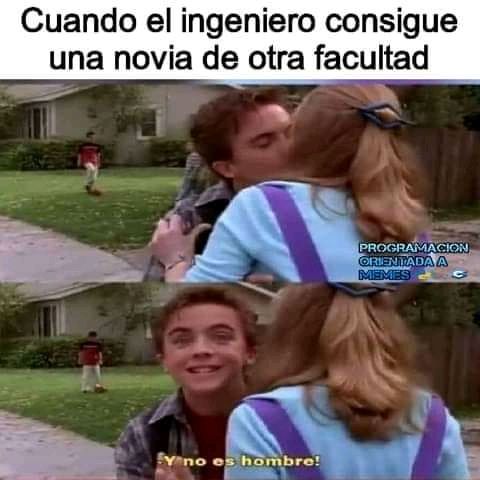 Cuando el ingeniero consigue
una novia de otra facultad
PROGRAMACION
ORIENTADA A
MEMES
¡Y no es hombre!